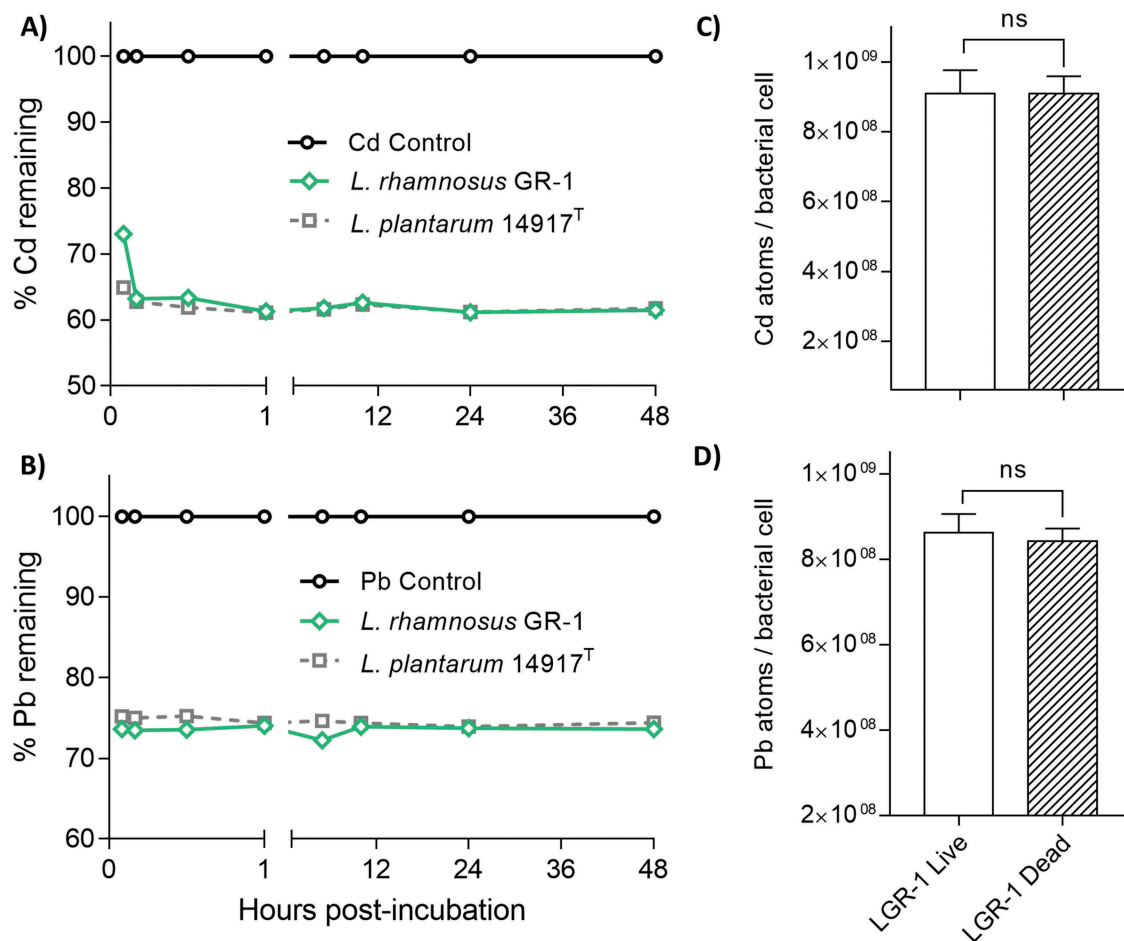 A)
% Cd remaining
100
90
80
70
60
50
Cd Control
L. rhamnosus GR-1
L. plantarum 14917ᵀ
0 1 12 24 36 48
B)
% Pb remaining
100
90
80
70
60
Pb Control
L. rhamnosus GR-1
L. plantarum 14917ᵀ
0 1 12 24 36 48
Hours post-incubation
C)
Cd atoms / bacterial cell
ns
1×10⁰⁹
8×10⁰⁸
6×10⁰⁸
4×10⁰⁸
2×10⁰⁸
D)
Pb atoms / bacterial cell
ns
1×10⁰⁹
8×10⁰⁸
6×10⁰⁸
4×10⁰⁸
2×10⁰⁸
LGR-1 Live
LGR-1 Dead